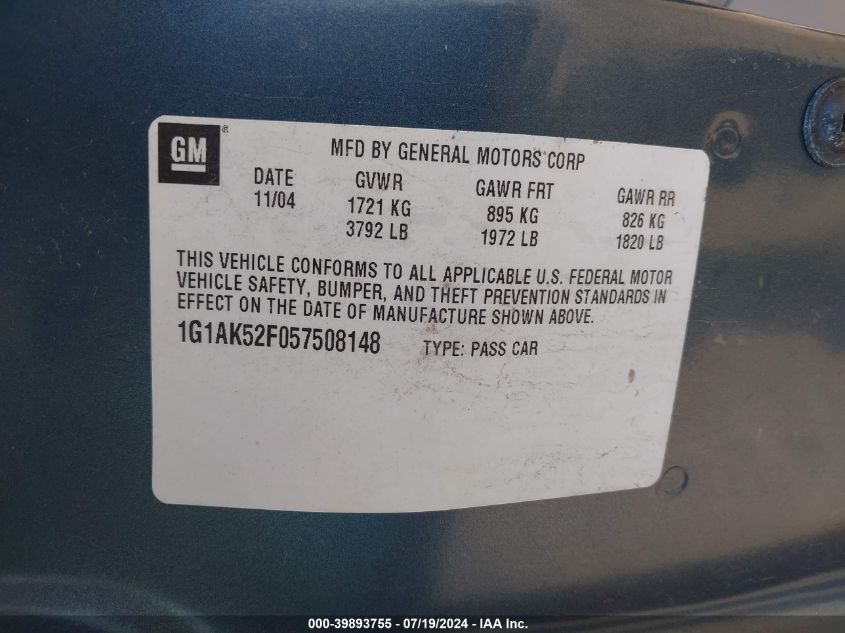 GM ®
MFD BY GENERAL MOTORS CORP
DATE GVWR GAWR FRT GAWR RR
11/04 1721 KG 895 KG 826 KG
3792 LB 1972 LB 1820 LB
THIS VEHICLE CONFORMS TO ALL APPLICABLE U.S. FEDERAL MOTOR
VEHICLE SAFETY, BUMPER, AND THEFT PREVENTION STANDARDS IN
EFFECT ON THE DATE OF MANUFACTURE SHOWN ABOVE.
1G1AK52F057508148 TYPE: PASS CAR
000-39893755 / 07/19/2024 / IAA, Inc.